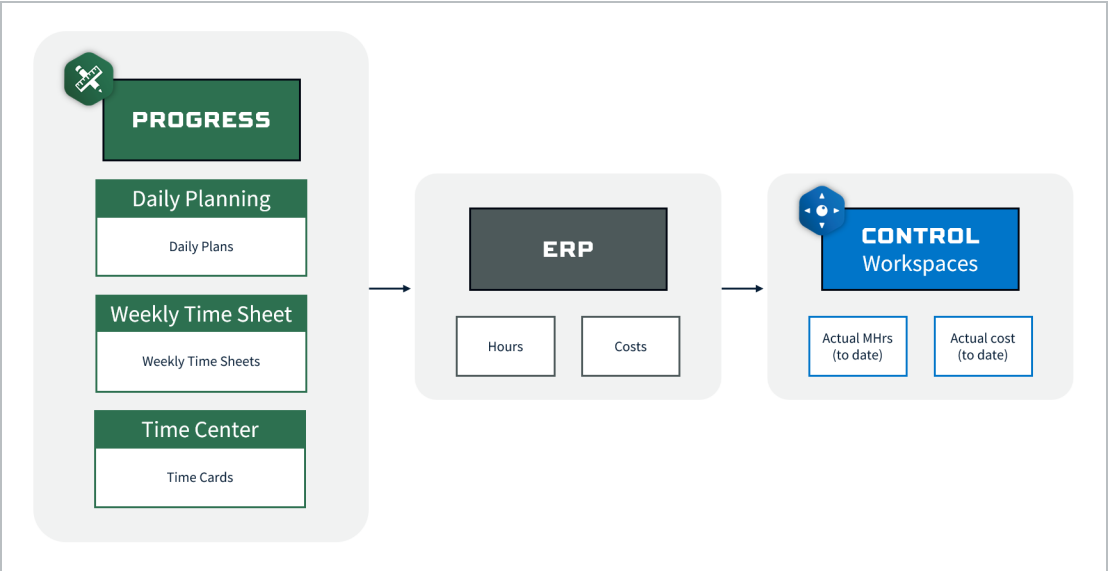 PROGRESS
Daily Planning
Daily Plans
Weekly Time Sheet
Weekly Time Sheets
Time Center
Time Cards
ERP
Hours
Costs
CONTROL
Workspaces
Actual MHrs
(to date)
Actual cost
(to date)